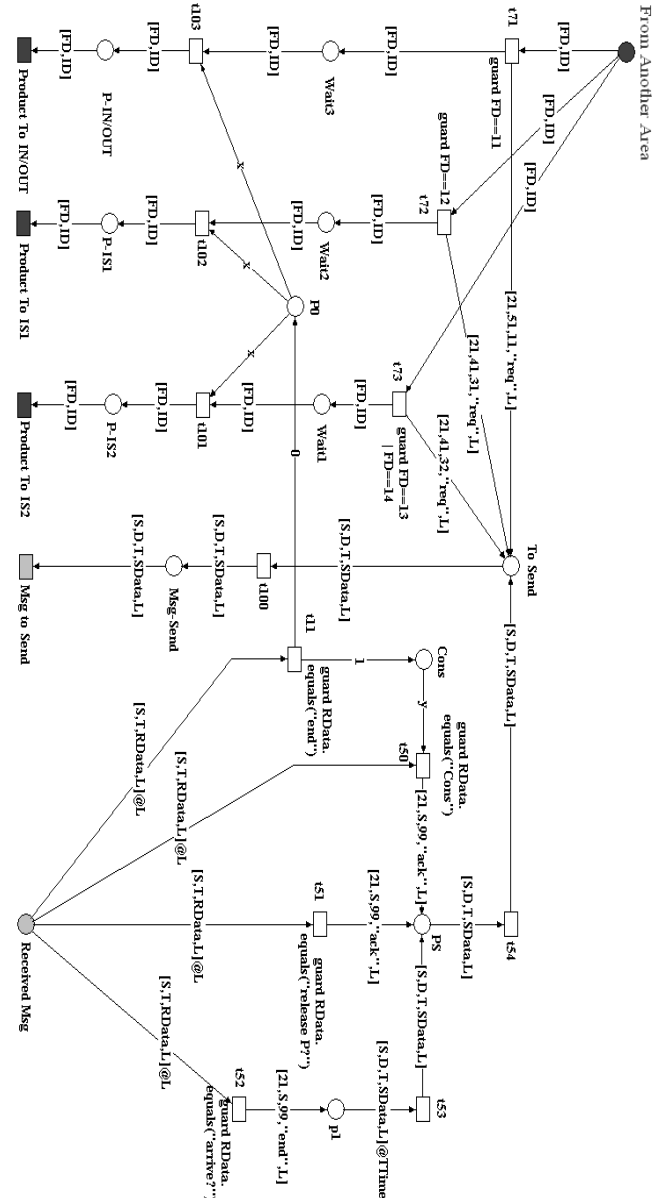 From Another Area
[FD,ID]
t71
guard FD==11
[FD,ID]
Wait3
[FD,ID]
t103
[FD,ID]
P-IN/OUT
[FD,ID]
Product To IN/OUT
[FD,ID]
guard FD==12
t72
[FD,ID]
Wait2
[FD,ID]
t102
[FD,ID]
P-IS1
[FD,ID]
Product To IS1
[FD,ID]
t73
guard FD==13
| FD==14
[FD,ID]
Wait1
[FD,ID]
t101
[FD,ID]
P-IS2
[FD,ID]
Product To IS2
x
x
x
P0
0
[21,51,11,"req",L]
[21,41,31,"req",L]
[21,41,32,"req",L]
To Send
[S,D,T,SData,L]
t100
[S,D,T,SData,L]
Msg-Send
[S,D,T,SData,L]
Msg to Send
[S,D,T,SData,L]
t11
guard RData.
equals("end")
1
Cons
y
guard RData.
equals("Cons")
t50
[21,S,99,"ack",L]
PS
[S,D,T,SData,L]
t54
[S,T,RData,L]@L
[S,T,RData,L]@L
[S,T,RData,L]@L
[S,T,RData,L]@L
Received Msg
t51
guard RData.
equals("release P?")
[21,S,99,"ack",L]
[S,D,T,SData,L]
t52
guard RData.
equals("arrive?"
[21,S,99,"end",L]
p1
[S,D,T,SData,L]@TTime
t53